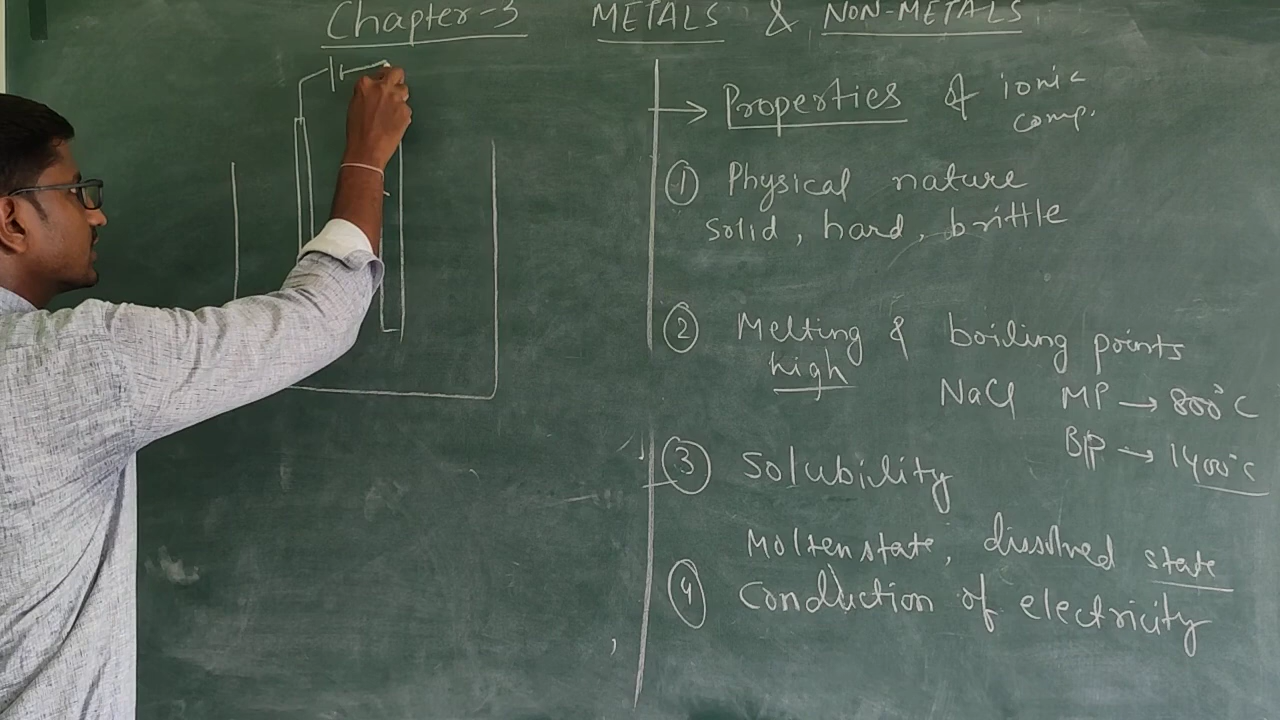 Chapter-3 METALS & NON-METALS
→ Properties of ionic
comp.
① Physical nature
solid, hard, brittle
② Melting & boiling points
high
NaCl MP → 800°C
BP → 1400°C
③ Solubility
Molten state, dissolved state
④ Conduction of electricity